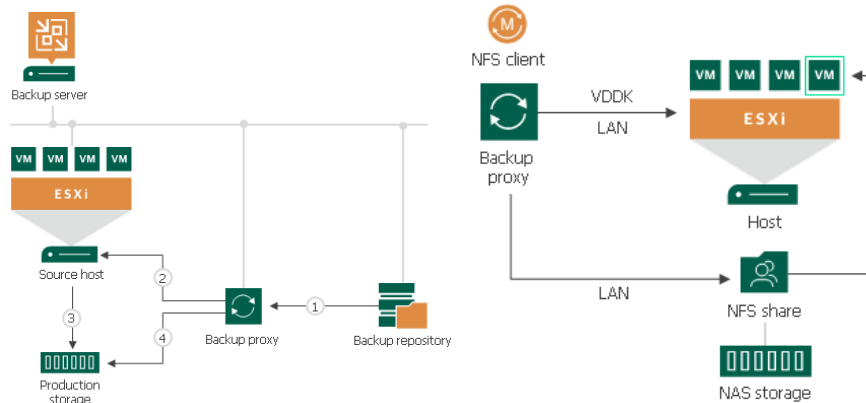 Backup server
VM VM VM VM
ESXi
Source host
2
3
4
1
Production
storage
Backup proxy
Backup repository
M
NFS client
VM VM VM VM
VDDK
LAN
ESXi
Backup
proxy
Host
LAN
NFS share
NAS storage